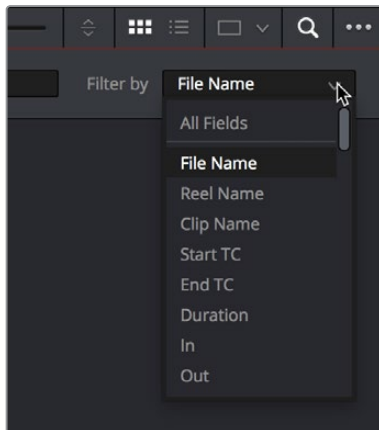 Filter by File Name
All Fields
File Name
Reel Name
Clip Name
Start TC
End TC
Duration
In
Out